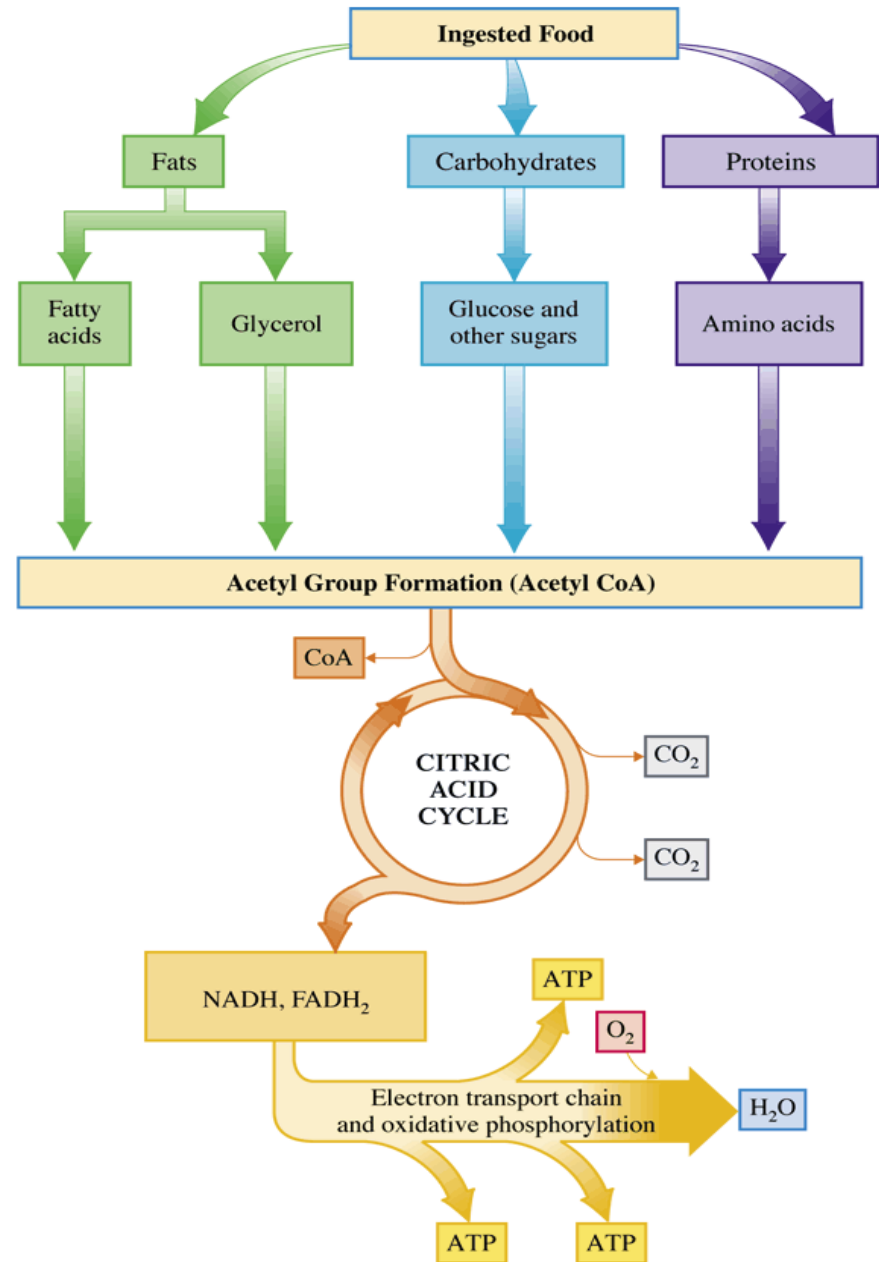 Ingested Food
Fats
Carbohydrates
Proteins
Fatty
acids
Glycerol
Glucose and
other sugars
Amino acids
Acetyl Group Formation (Acetyl CoA)
CoA
CITRIC
ACID
CYCLE
CO₂
CO₂
NADH, FADH₂
ATP
O₂
Electron transport chain
and oxidative phosphorylation
H₂O
ATP
ATP